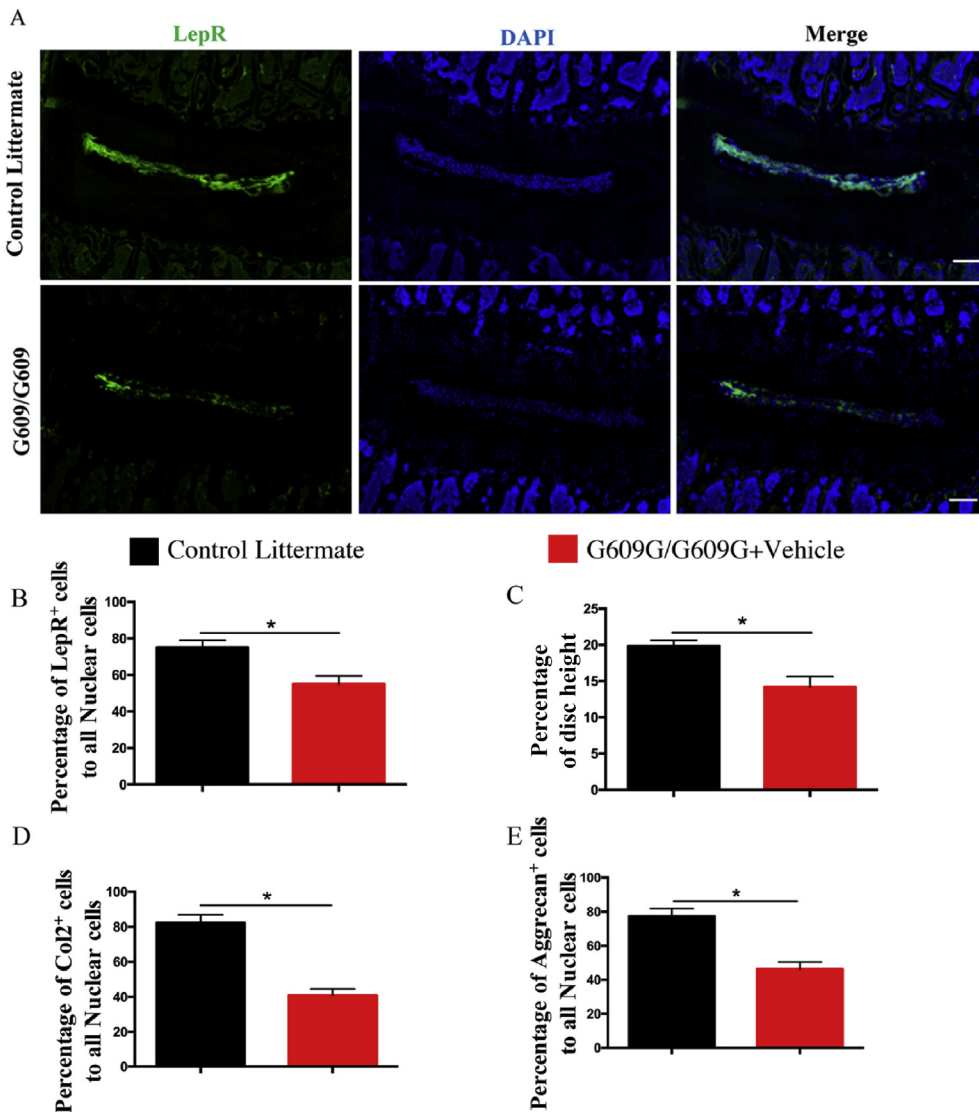 A
LepR
DAPI
Merge
Control Littermate
G609/G609
Control Littermate
G609G/G609G+Vehicle
B
Percentage of LepR⁺ cells
to all Nuclear cells
100
80
60
40
20
0
*
C
Percentage
of disc height
25
20
15
10
5
0
*
D
Percentage of Col2⁺ cells
to all Nuclear cells
100
80
60
40
20
0
*
E
Percentage of Aggrecan⁺ cells
to all Nuclear cells
100
80
60
40
20
0
*